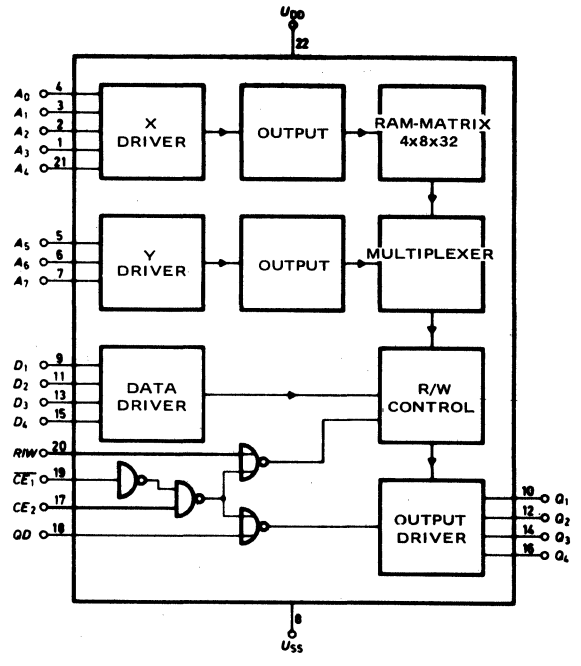 UDD
22
A0 4
A1 3
A2 2
A3 1
A4 21
X DRIVER
OUTPUT
RAM-MATRIX
4x8x32
A5 5
A6 6
A7 7
Y DRIVER
OUTPUT
MULTIPLEXER
D1 9
D2 11
D3 13
D4 15
DATA DRIVER
R/W CONTROL
RIW 20
CE1 19
CE2 17
QD 18
OUTPUT DRIVER
10 Q1
12 Q2
14 Q3
16 Q4
8
USS